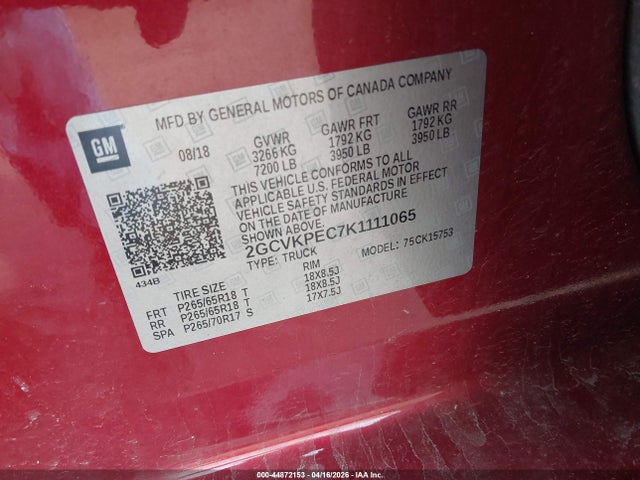 MFD BY GENERAL MOTORS OF CANADA COMPANY
GM
08/18 GVWR GAWR FRT GAWR RR
3266 KG 1792 KG 1792 KG
7200 LB 3950 LB 3950 LB
THIS VEHICLE CONFORMS TO ALL
APPLICABLE U.S. FEDERAL MOTOR
VEHICLE SAFETY STANDARDS IN EFFECT
ON THE DATE OF MANUFACTURE
SHOWN ABOVE.
2GCVKPEC7K1111065
TYPE: TRUCK MODEL: 75CK15753
434B
TIRE SIZE RIM
FRT P265/65R18 T 18X8.5J
RR P265/65R18 T 18X8.5J
SPA P265/70R17 S 17X7.5J
000-44872153 | 04/16/2026 | IAA Inc.